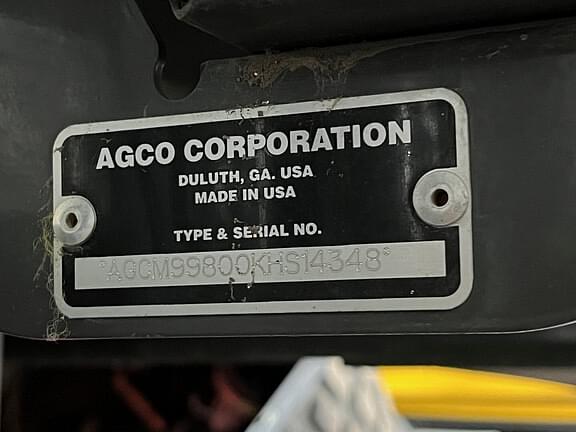 AGCO CORPORATION
DULUTH, GA. USA
MADE IN USA
TYPE & SERIAL NO.
*AGCM99800KHS14348*